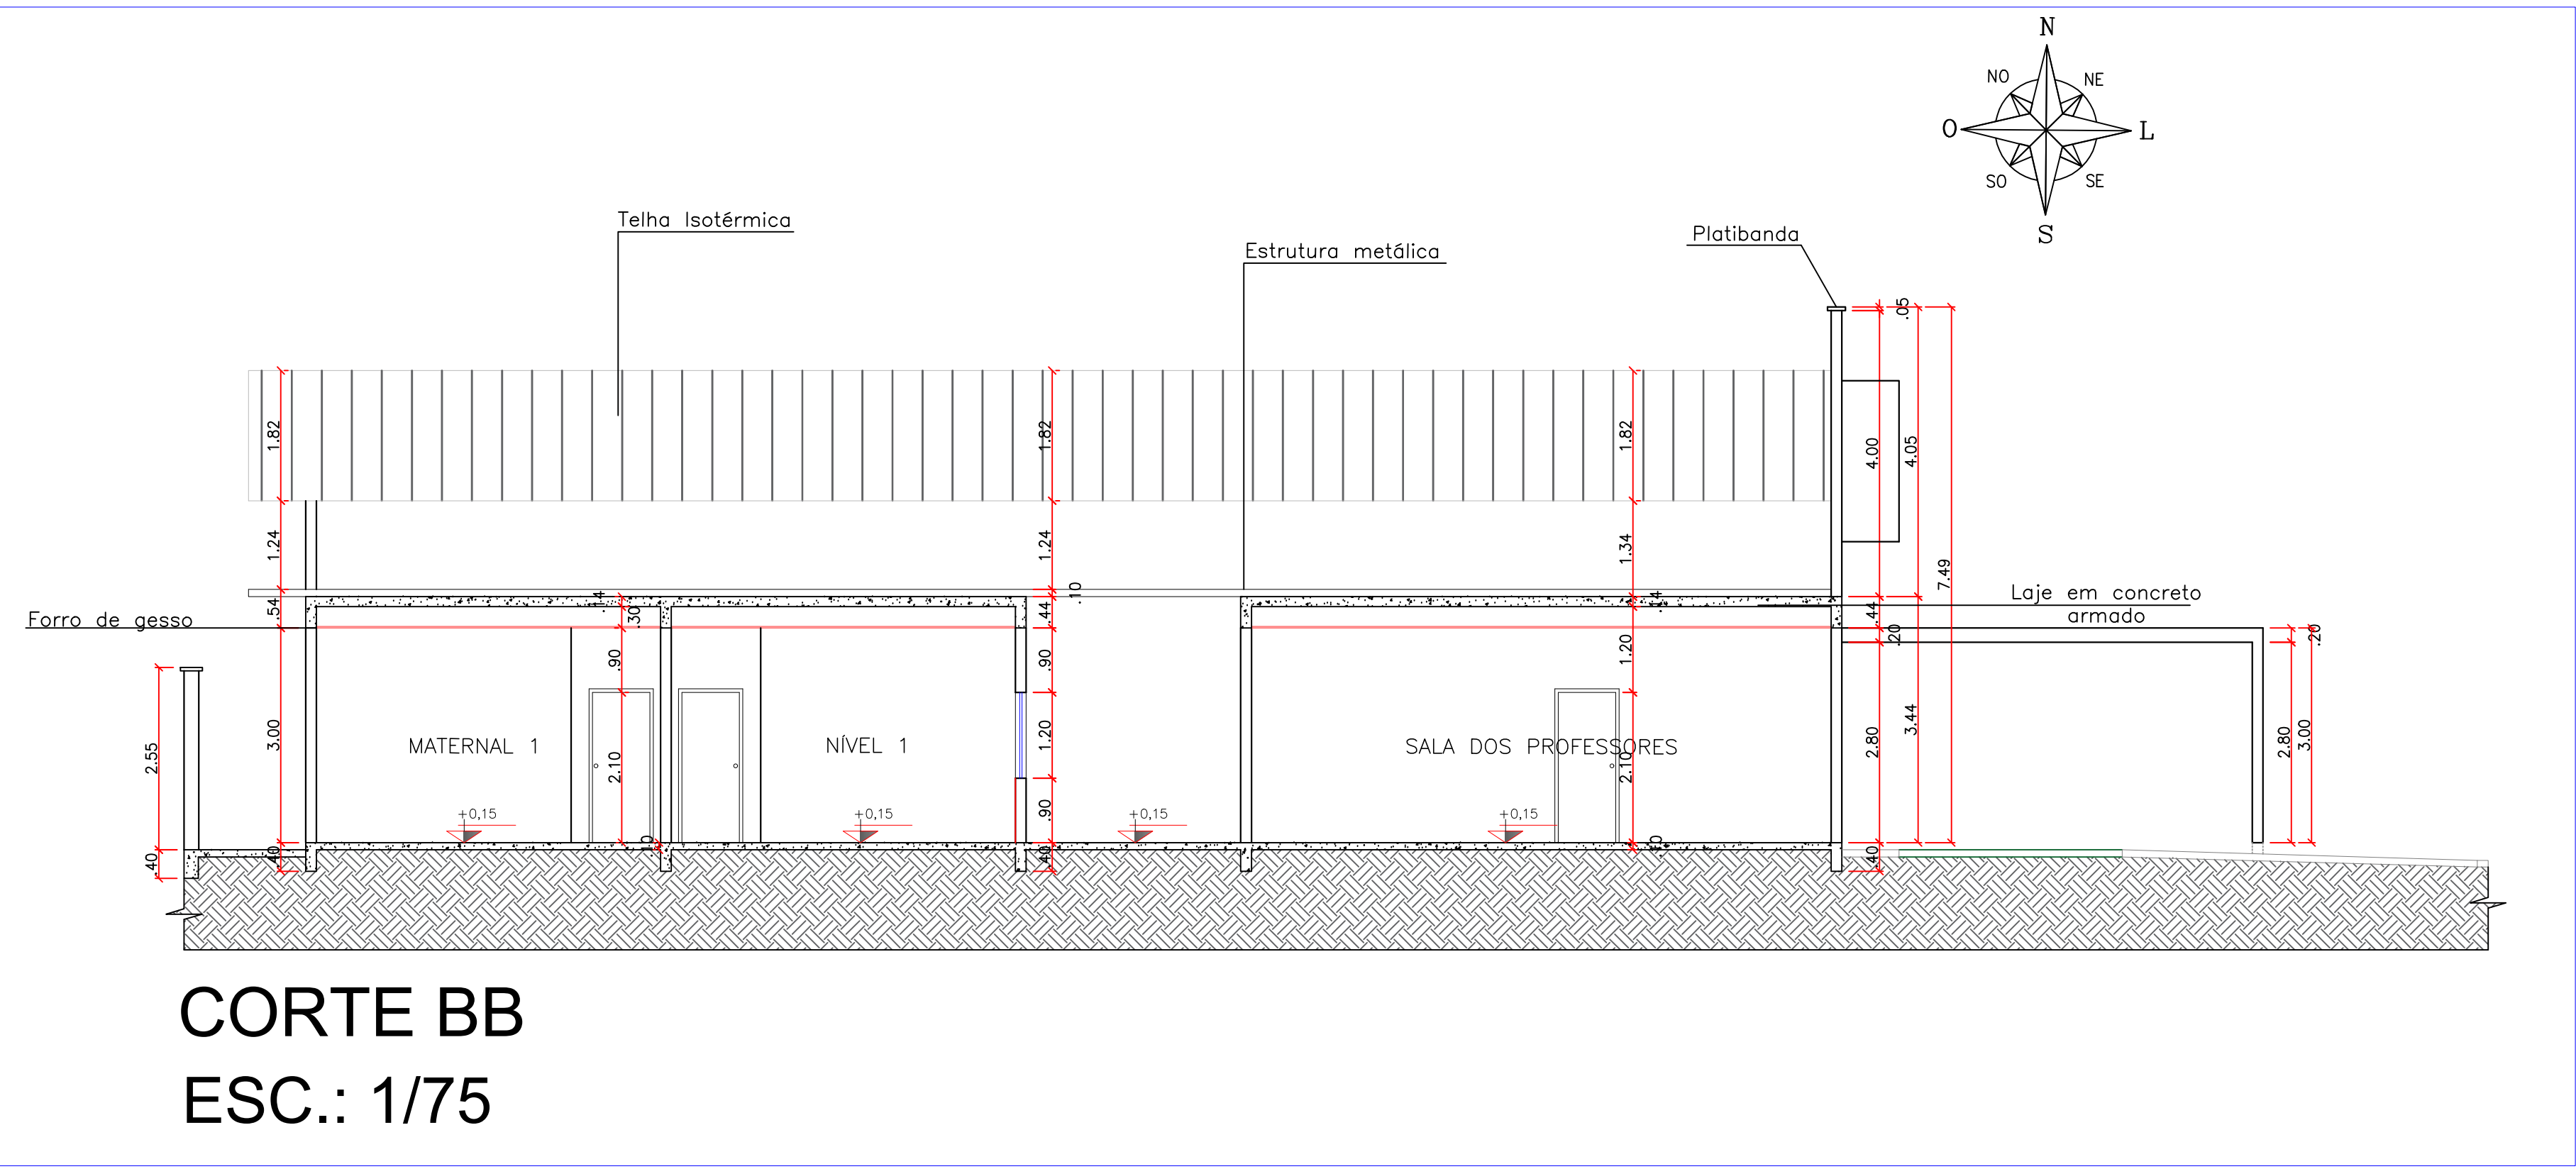 N
NO
NE
O
L
SO
SE
S
Telha Isotérmica
Estrutura metálica
Platibanda
.05
1.82
1.82
1.82
4.00
4.05
1.24
1.24
1.34
7.49
.54
.14
.30
.44
.10
.14
.44
.20
Laje em concreto
armado
.20
Forro de gesso
.90
.90
1.20
2.55
3.00
MATERNAL 1
2.10
NÍVEL 1
1.20
SALA DOS PROFESSORES
2.10
2.80
3.44
2.80
3.00
+0,15
+0,15
.90
+0,15
+0,15
.40
.40
.10
.40
.10
.40
CORTE BB
ESC.: 1/75